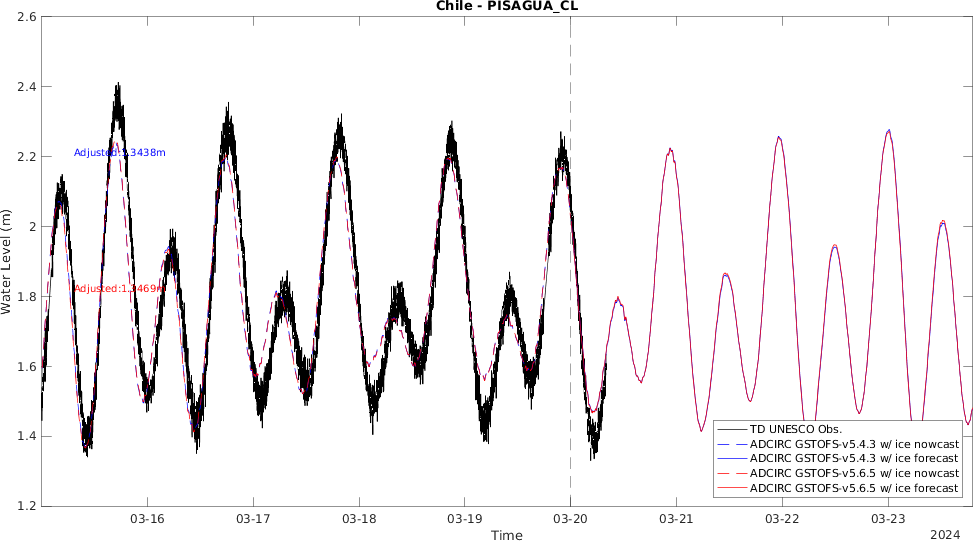 Chile - PISAGUA_CL
2.6
2.4
2.2
2
1.8
1.6
1.4
1.2
Water Level (m)
03-16
03-17
03-18
03-19
03-20
03-21
03-22
03-23
Time
2024
TD UNESCO Obs.
ADCIRC GSTOFS-v5.4.3 w/ ice nowcast
ADCIRC GSTOFS-v5.4.3 w/ ice forecast
ADCIRC GSTOFS-v5.6.5 w/ ice nowcast
ADCIRC GSTOFS-v5.6.5 w/ ice forecast